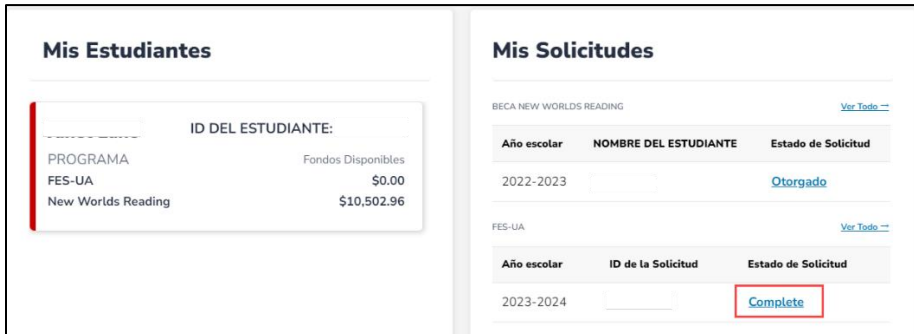 Mis Estudiantes
ID DEL ESTUDIANTE:
PROGRAMA Fondos Disponibles
FES-UA $0.00
New Worlds Reading $10,502.96
Mis Solicitudes
BECA NEW WORLDS READING Ver Todo →
Año escolar NOMBRE DEL ESTUDIANTE Estado de Solicitud
2022-2023 Otorgado
FES-UA Ver Todo →
Año escolar ID de la Solicitud Estado de Solicitud
2023-2024 Complete